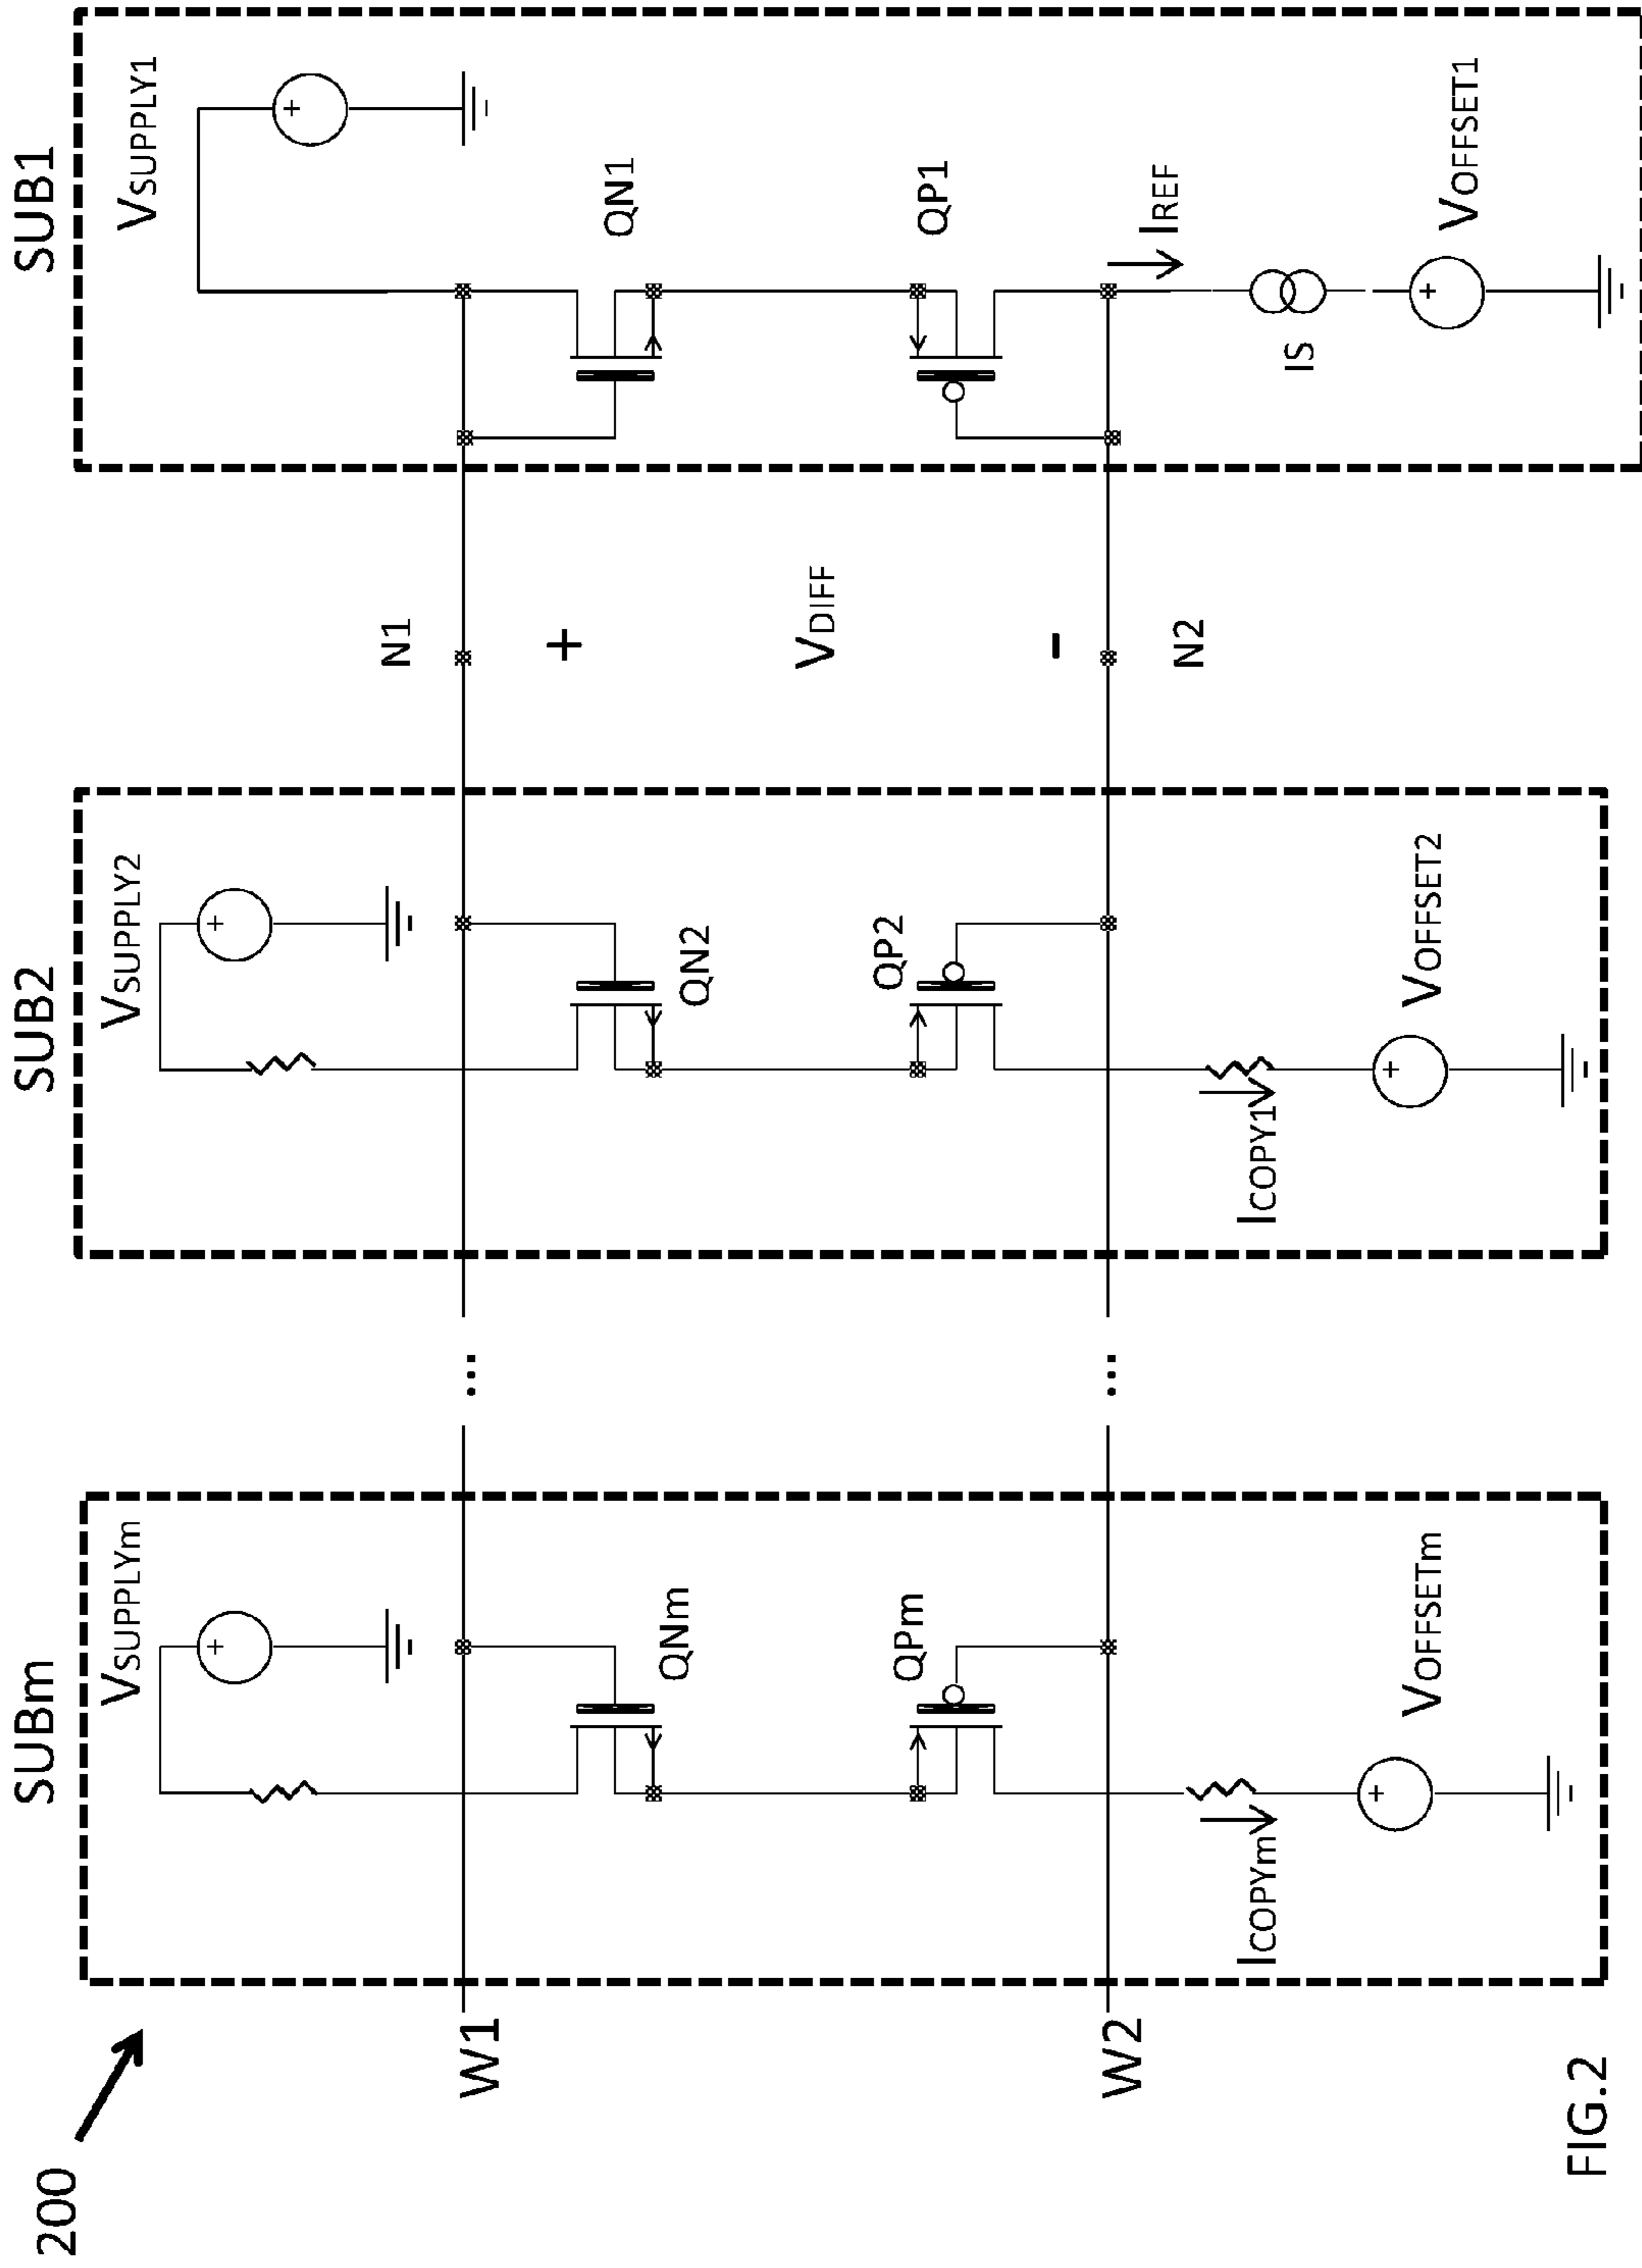 200
SUBm
SUB2
SUB1
VSUPPLYm
VSUPPLY2
VSUPPLY1
W1
N1
+
QNm
QN2
QN1
...
VDIFF
QPm
QP2
QP1
-
W2
N2
...
ICOPYm
ICOPY1
IREF
IS
VOFFSETm
VOFFSET2
VOFFSET1
+
+
+
+
+
+
FIG.2